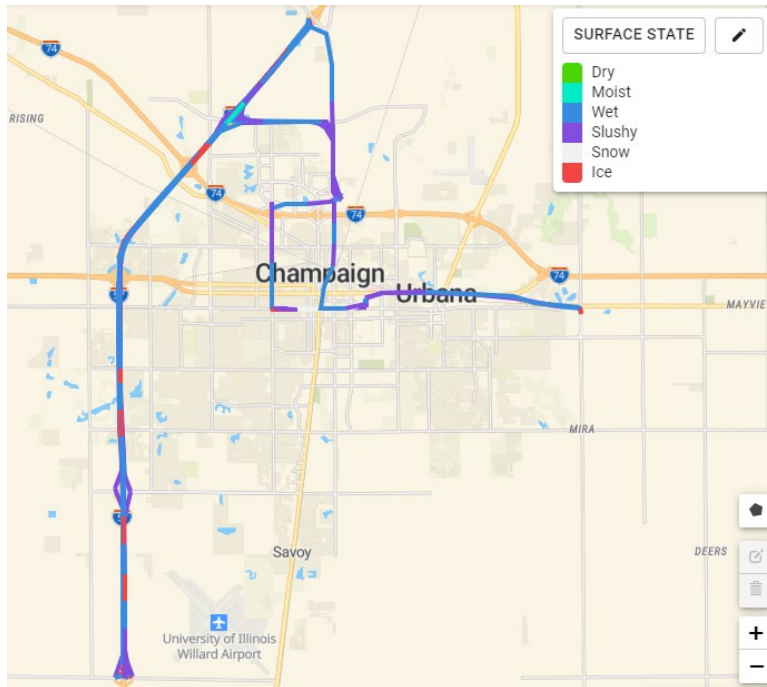 SURFACE STATE
Dry
Moist
Wet
Slushy
Snow
Ice
74
RISING
74
74
Champaign
Urbana
74
MAYVIE
MIRA
Savoy
DEERS
University of Illinois
Willard Airport
+
−